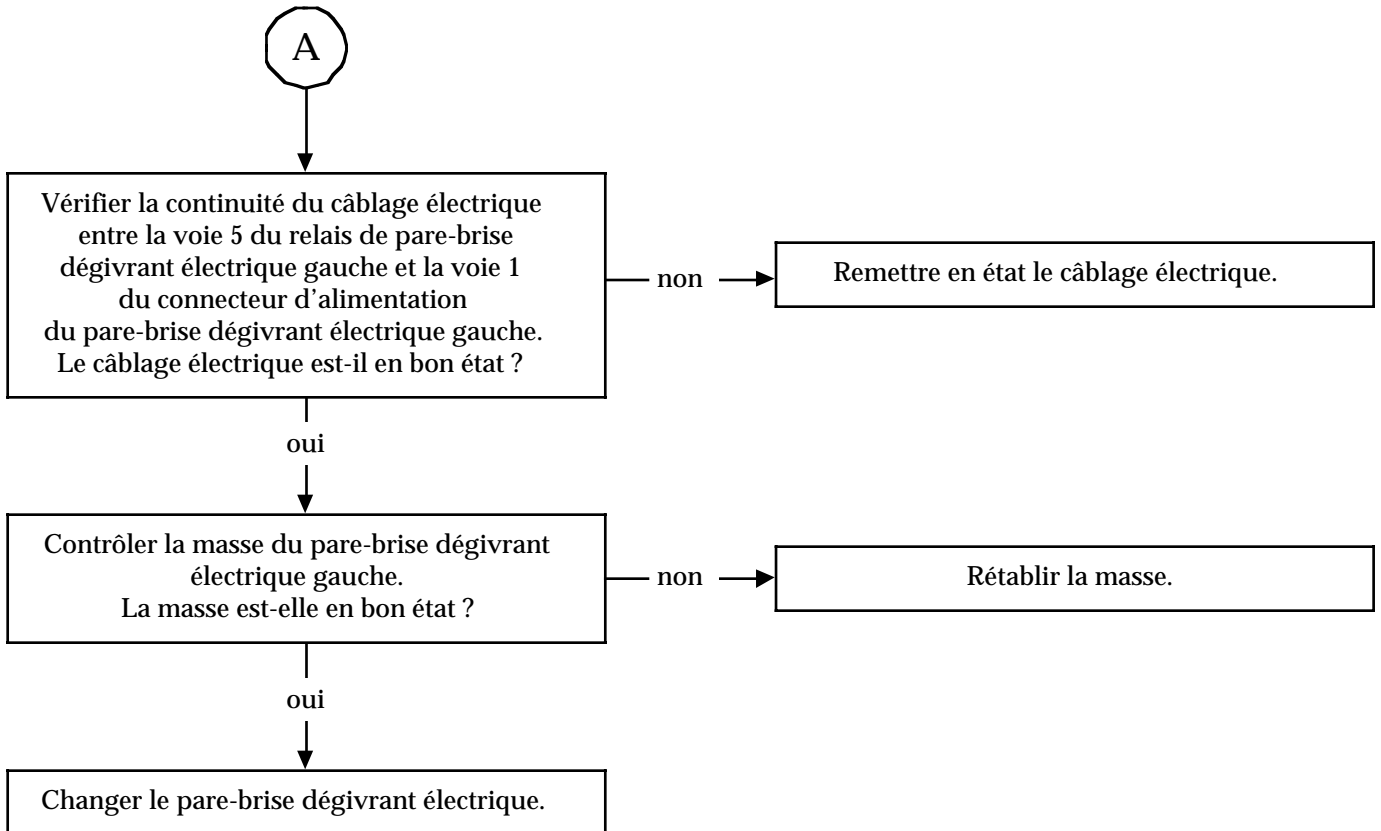 A
Vérifier la continuité du câblage électrique
entre la voie 5 du relais de pare-brise
dégivrant électrique gauche et la voie 1
du connecteur d’alimentation
du pare-brise dégivrant électrique gauche.
Le câblage électrique est-il en bon état ?
non
Remettre en état le câblage électrique.
oui
Contrôler la masse du pare-brise dégivrant
électrique gauche.
La masse est-elle en bon état ?
non
Rétablir la masse.
oui
Changer le pare-brise dégivrant électrique.